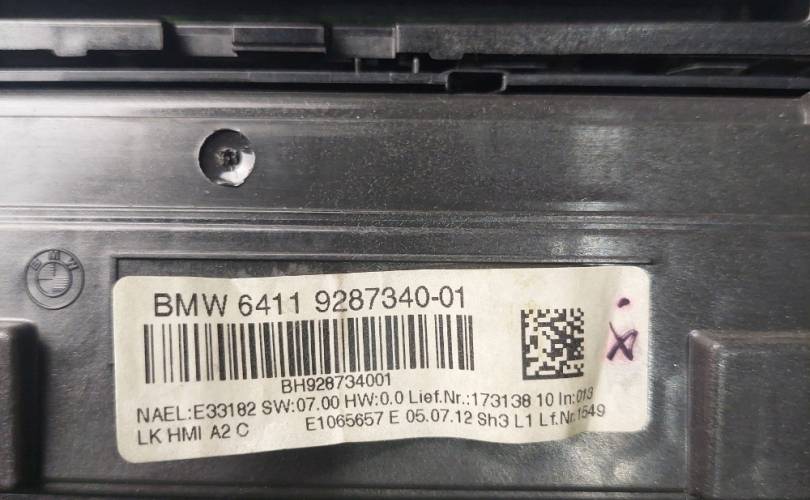 BMW
BMW 6411 9287340-01
BH928734001
NAEL:E33182 SW:07.00 HW:0.0 Lief.Nr.:173138 10 In:013
LK HMI A2 C E1065657 E 05.07.12 Sh3 L1 Lf.Nr.1549